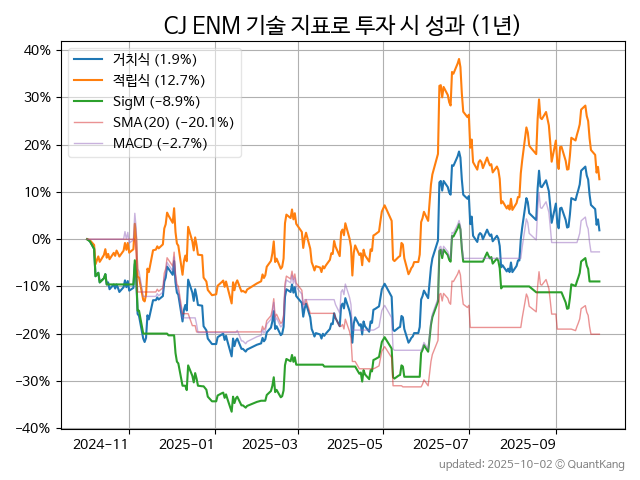 CJ ENM 기술 지표로 투자 시 성과 (1년)
거치식 (1.9%)
적립식 (12.7%)
SigM (−8.9%)
SMA(20) (−20.1%)
MACD (−2.7%)
40%
30%
20%
10%
0%
−10%
−20%
−30%
−40%
2024-11 2025-01 2025-03 2025-05 2025-07 2025-09
updated: 2025-10-02 © QuantKang